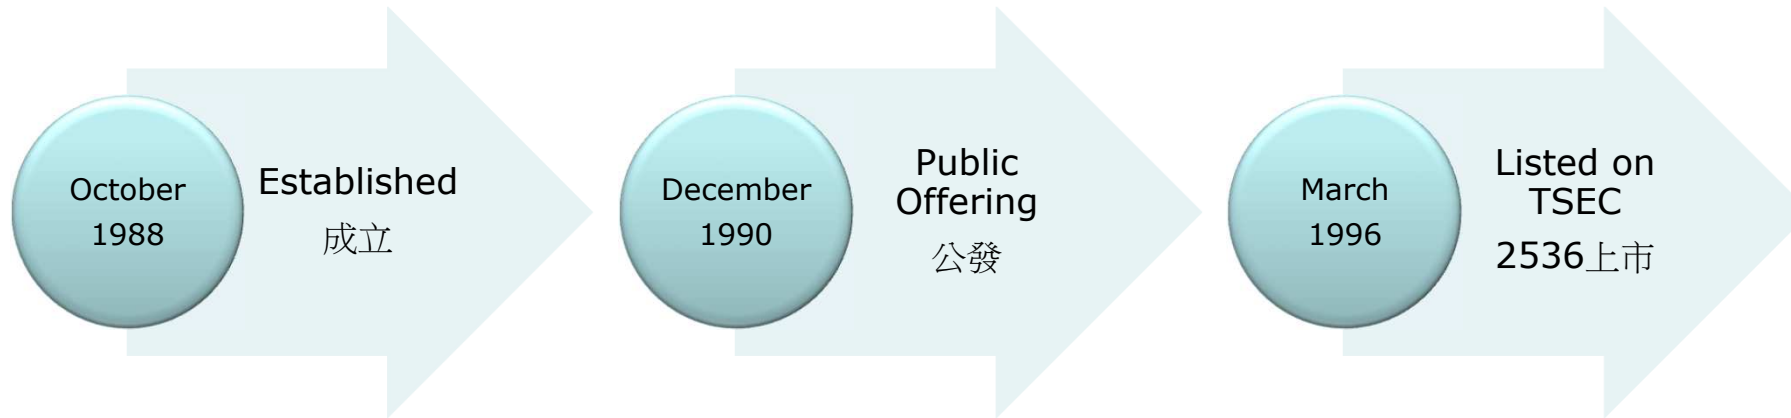 October
1988
Established
成立
December
1990
Public
Offering
公發
March
1996
Listed on
TSEC
2536上市